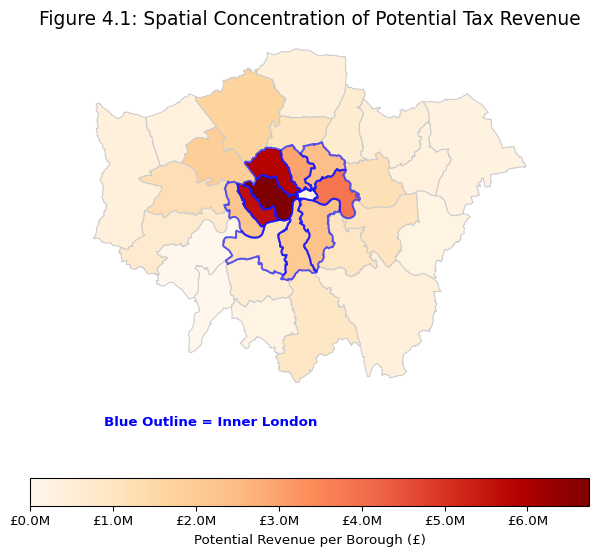 Figure 4.1: Spatial Concentration of Potential Tax Revenue
Blue Outline = Inner London
£0.0M £1.0M £2.0M £3.0M £4.0M £5.0M £6.0M
Potential Revenue per Borough (£)